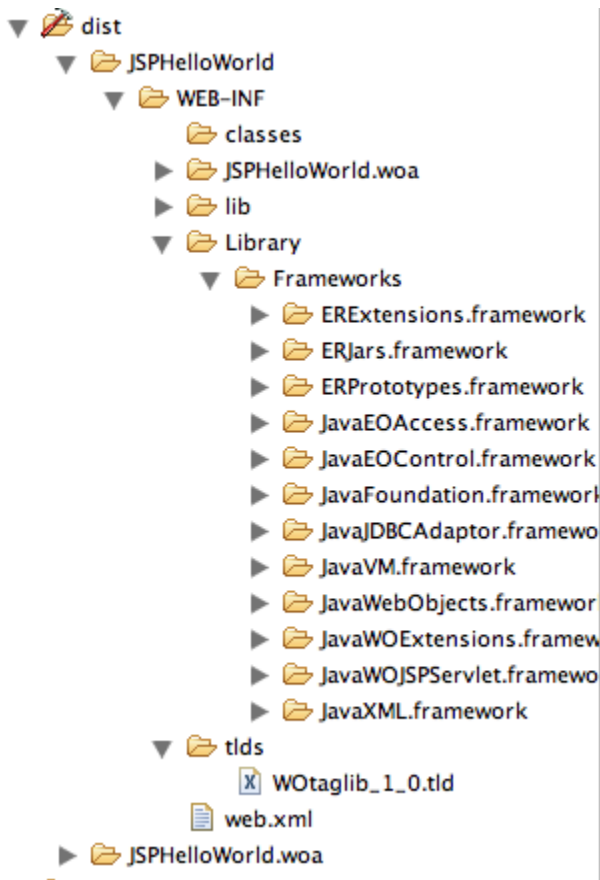 dist
JSPHelloWorld
WEB-INF
classes
JSPHelloWorld.woa
lib
Library
Frameworks
ERExtensions.framework
ERJars.framework
ERPrototypes.framework
JavaEOAccess.framework
JavaEOControl.framework
JavaFoundation.framework
JavaJDBCAdaptor.framewo
JavaVM.framework
JavaWebObjects.framewor
JavaWOExtensions.framew
JavaWOJSPServlet.framewo
JavaXML.framework
tlds
WOtaglib_1_0.tld
web.xml
JSPHelloWorld.woa